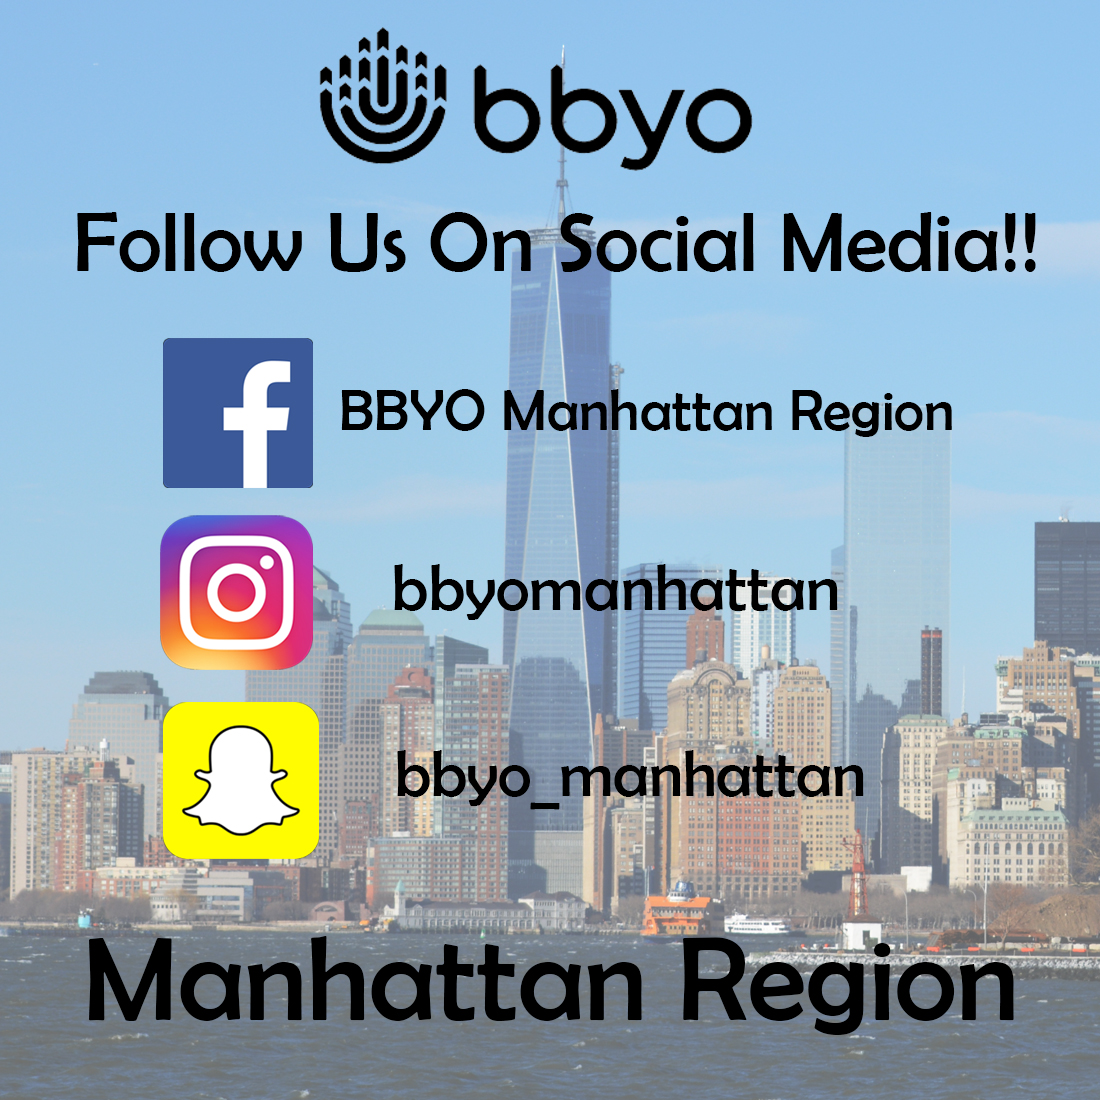 bbyo
Follow Us On Social Media!!
BBYO Manhattan Region
bbyomanhattan
bbyo_manhattan
Manhattan Region